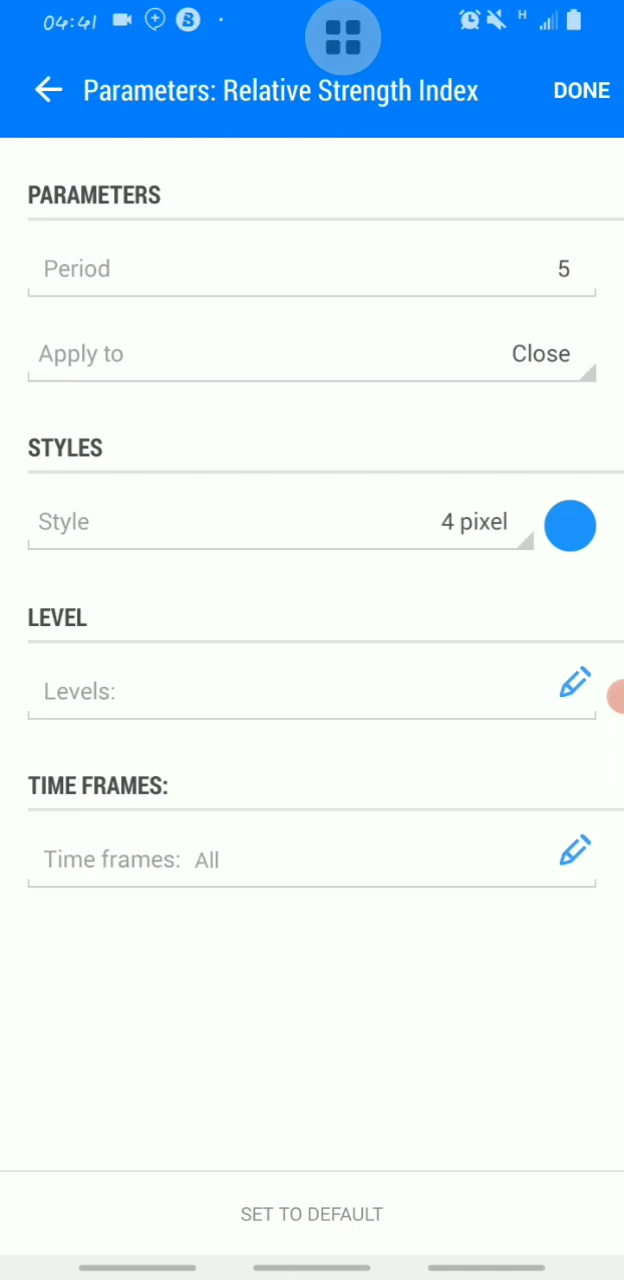 04:41
H
Parameters: Relative Strength Index DONE
PARAMETERS
Period 5
Apply to Close
STYLES
Style 4 pixel
LEVEL
Levels:
TIME FRAMES:
Time frames: All
SET TO DEFAULT